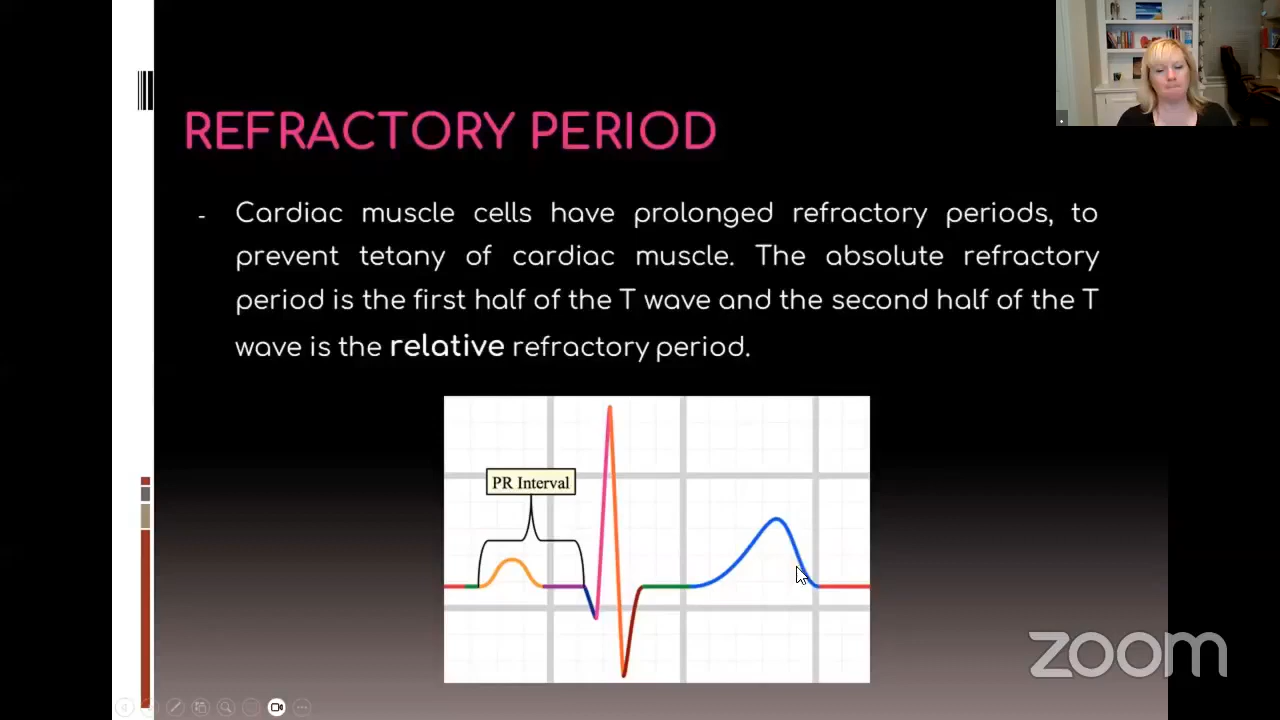 REFRACTORY PERIOD
- Cardiac muscle cells have prolonged refractory periods, to
prevent tetany of cardiac muscle. The absolute refractory
period is the first half of the T wave and the second half of the T
wave is the relative refractory period.
PR Interval
zoom